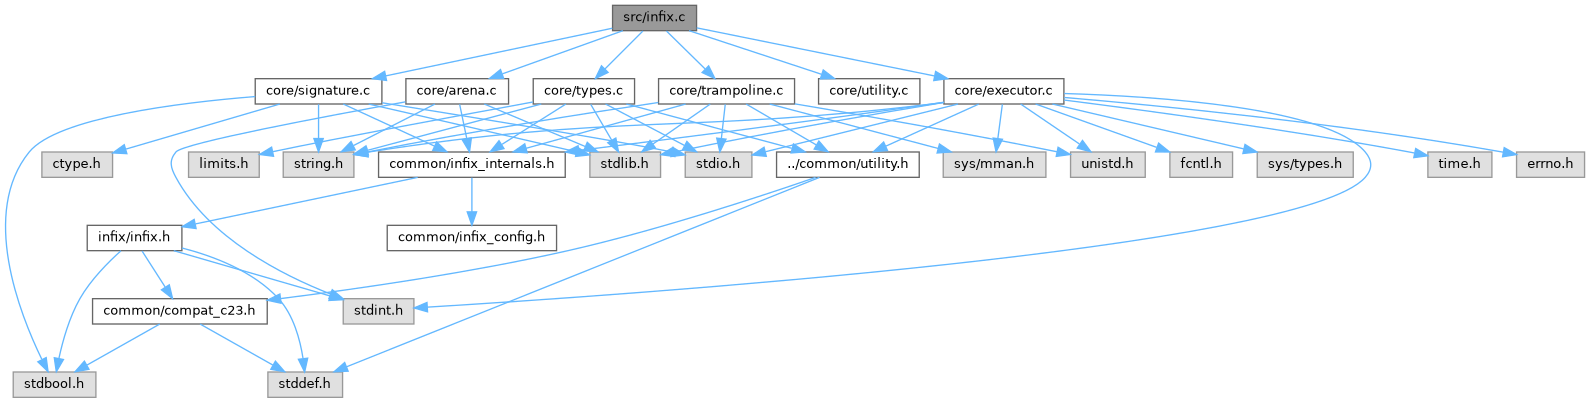 src/infix.c
core/signature.c
core/arena.c
core/types.c
core/trampoline.c
core/utility.c
core/executor.c
ctype.h
limits.h
string.h
common/infix_internals.h
stdlib.h
stdio.h
../common/utility.h
sys/mman.h
unistd.h
fcntl.h
sys/types.h
time.h
errno.h
infix/infix.h
common/infix_config.h
common/compat_c23.h
stdint.h
stdbool.h
stddef.h